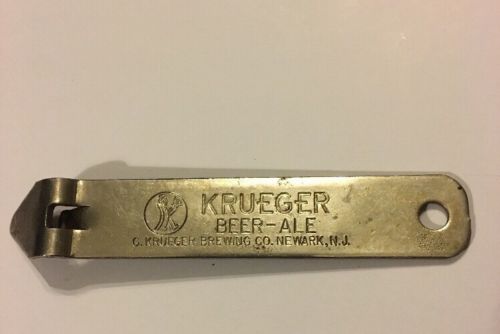 KRUEGER
BEER-ALE
G. KRUEGER BREWING CO. NEWARK, N.J.